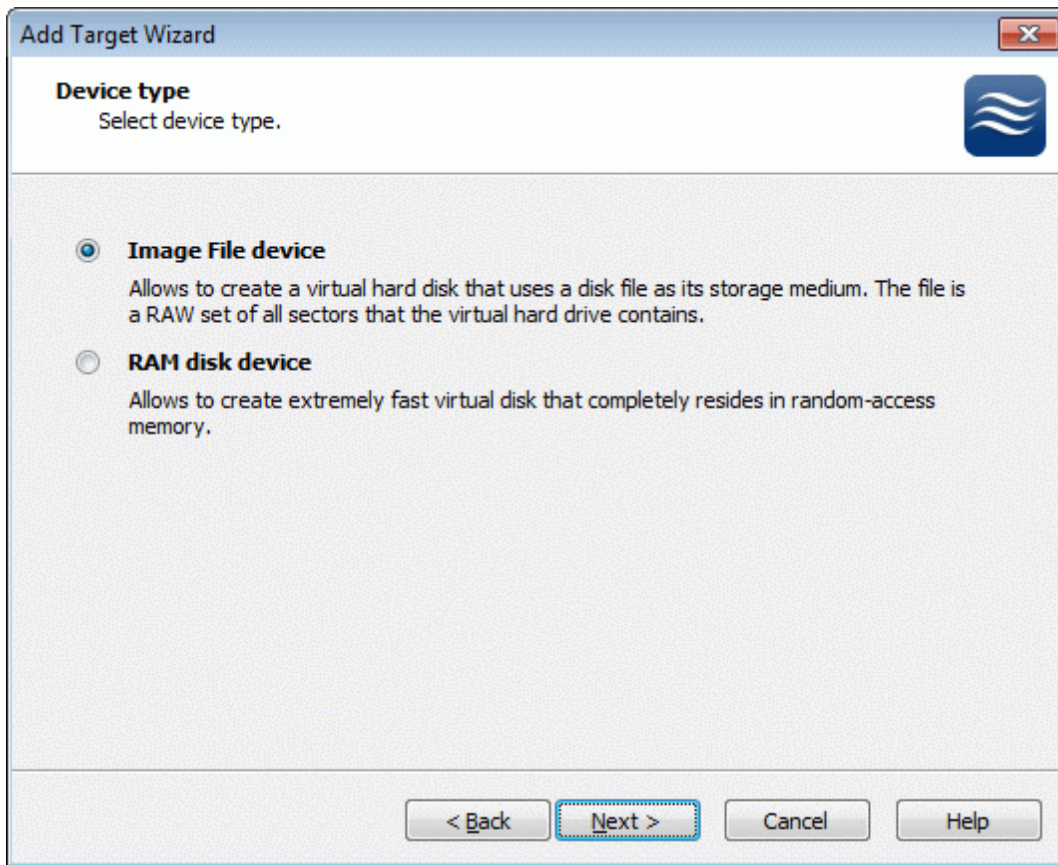 Add Target Wizard
Device type
Select device type.
Image File device
Allows to create a virtual hard disk that uses a disk file as its storage medium. The file is
a RAW set of all sectors that the virtual hard drive contains.
RAM disk device
Allows to create extremely fast virtual disk that completely resides in random-access
memory.
< Back
Next >
Cancel
Help